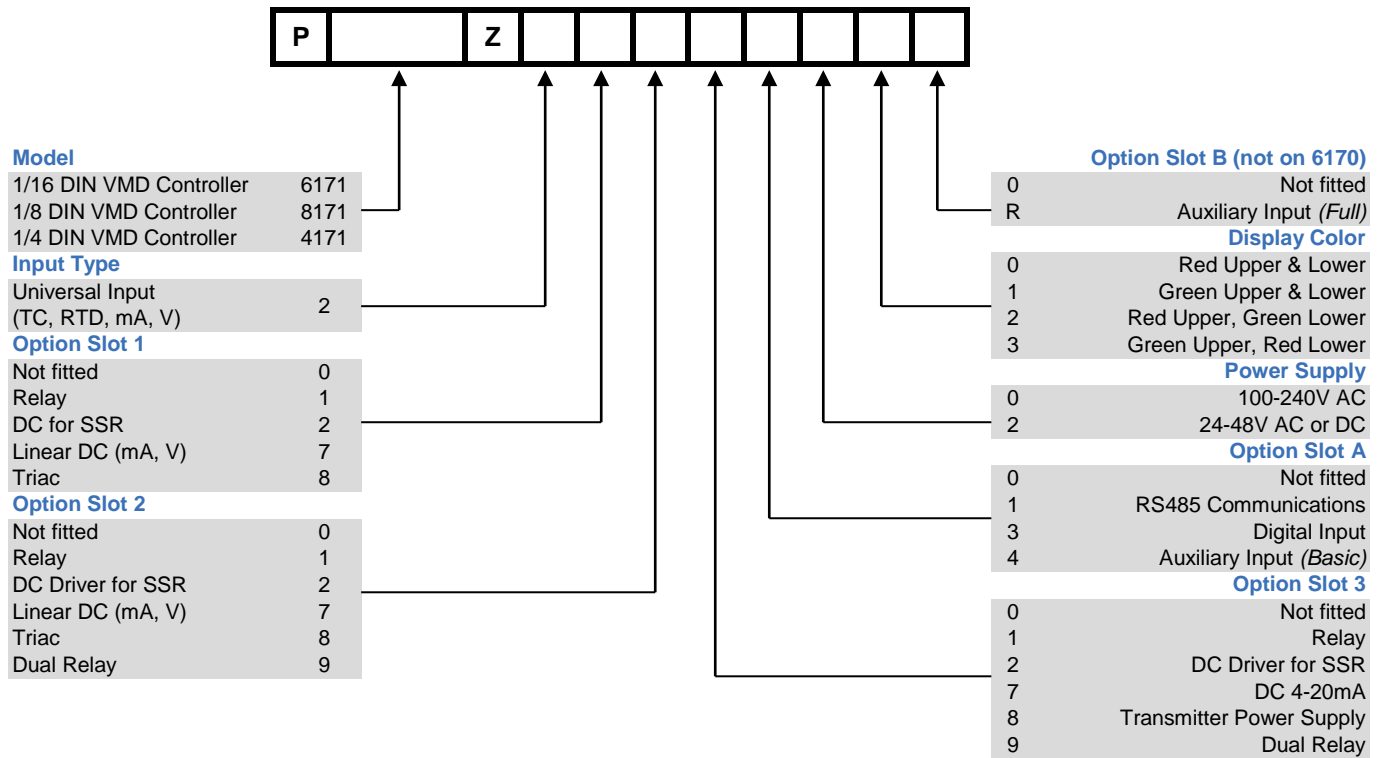 P Z
Model
1/16 DIN VMD Controller 6171
1/8 DIN VMD Controller 8171
1/4 DIN VMD Controller 4171
Input Type
Universal Input
(TC, RTD, mA, V) 2
Option Slot 1
Not fitted 0
Relay 1
DC for SSR 2
Linear DC (mA, V) 7
Triac 8
Option Slot 2
Not fitted 0
Relay 1
DC Driver for SSR 2
Linear DC (mA, V) 7
Triac 8
Dual Relay 9
Option Slot B (not on 6170)
0 Not fitted
R Auxiliary Input (Full)
Display Color
0 Red Upper & Lower
1 Green Upper & Lower
2 Red Upper, Green Lower
3 Green Upper, Red Lower
Power Supply
0 100-240V AC
2 24-48V AC or DC
Option Slot A
0 Not fitted
1 RS485 Communications
3 Digital Input
4 Auxiliary Input (Basic)
Option Slot 3
0 Not fitted
1 Relay
2 DC Driver for SSR
7 DC 4-20mA
8 Transmitter Power Supply
9 Dual Relay